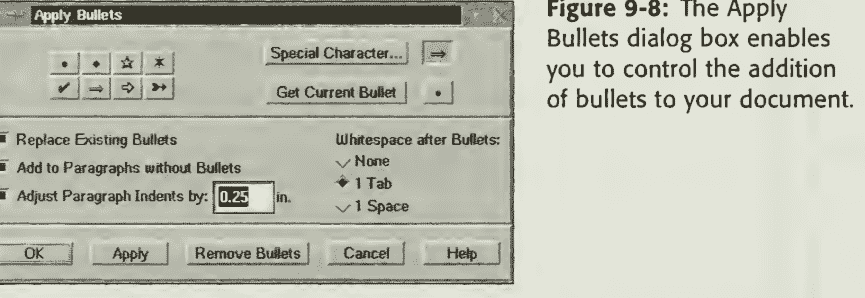 Apply Bullets
Special Character...
Get Current Bullet
Replace Existing Bullets
Add to Paragraphs without Bullets
Adjust Paragraph Indents by: 0.25 in.
Whitespace after Bullets:
None
1 Tab
1 Space
OK Apply Remove Bullets Cancel Help
Figure 9-8: The Apply
Bullets dialog box enables
you to control the addition
of bullets to your document.